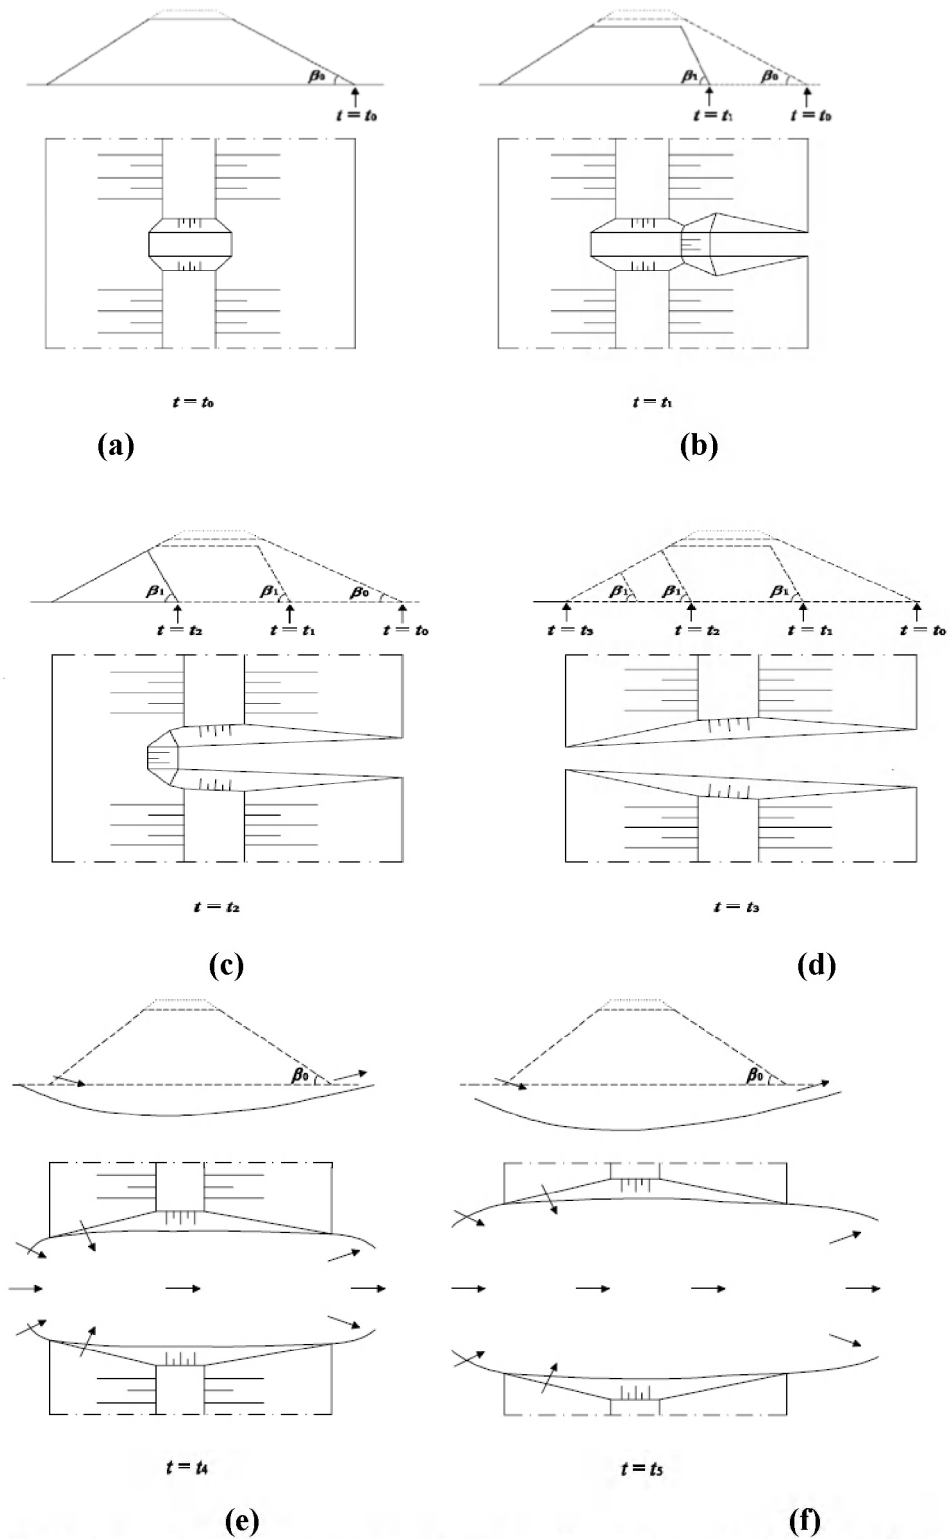 β₀
t = t₀
β₁ β₀
t = t₁ t = t₀
t = t₀
t = t₁
(a)
(b)
β₁ β₁ β₀
t = t₂ t = t₁ t = t₀
β₁ β₁ β₁
t = t₃ t = t₂ t = t₁ t = t₀
t = t₂
t = t₃
(c)
(d)
β₀
β₀
t = t₄
t = t₅
(e)
(f)